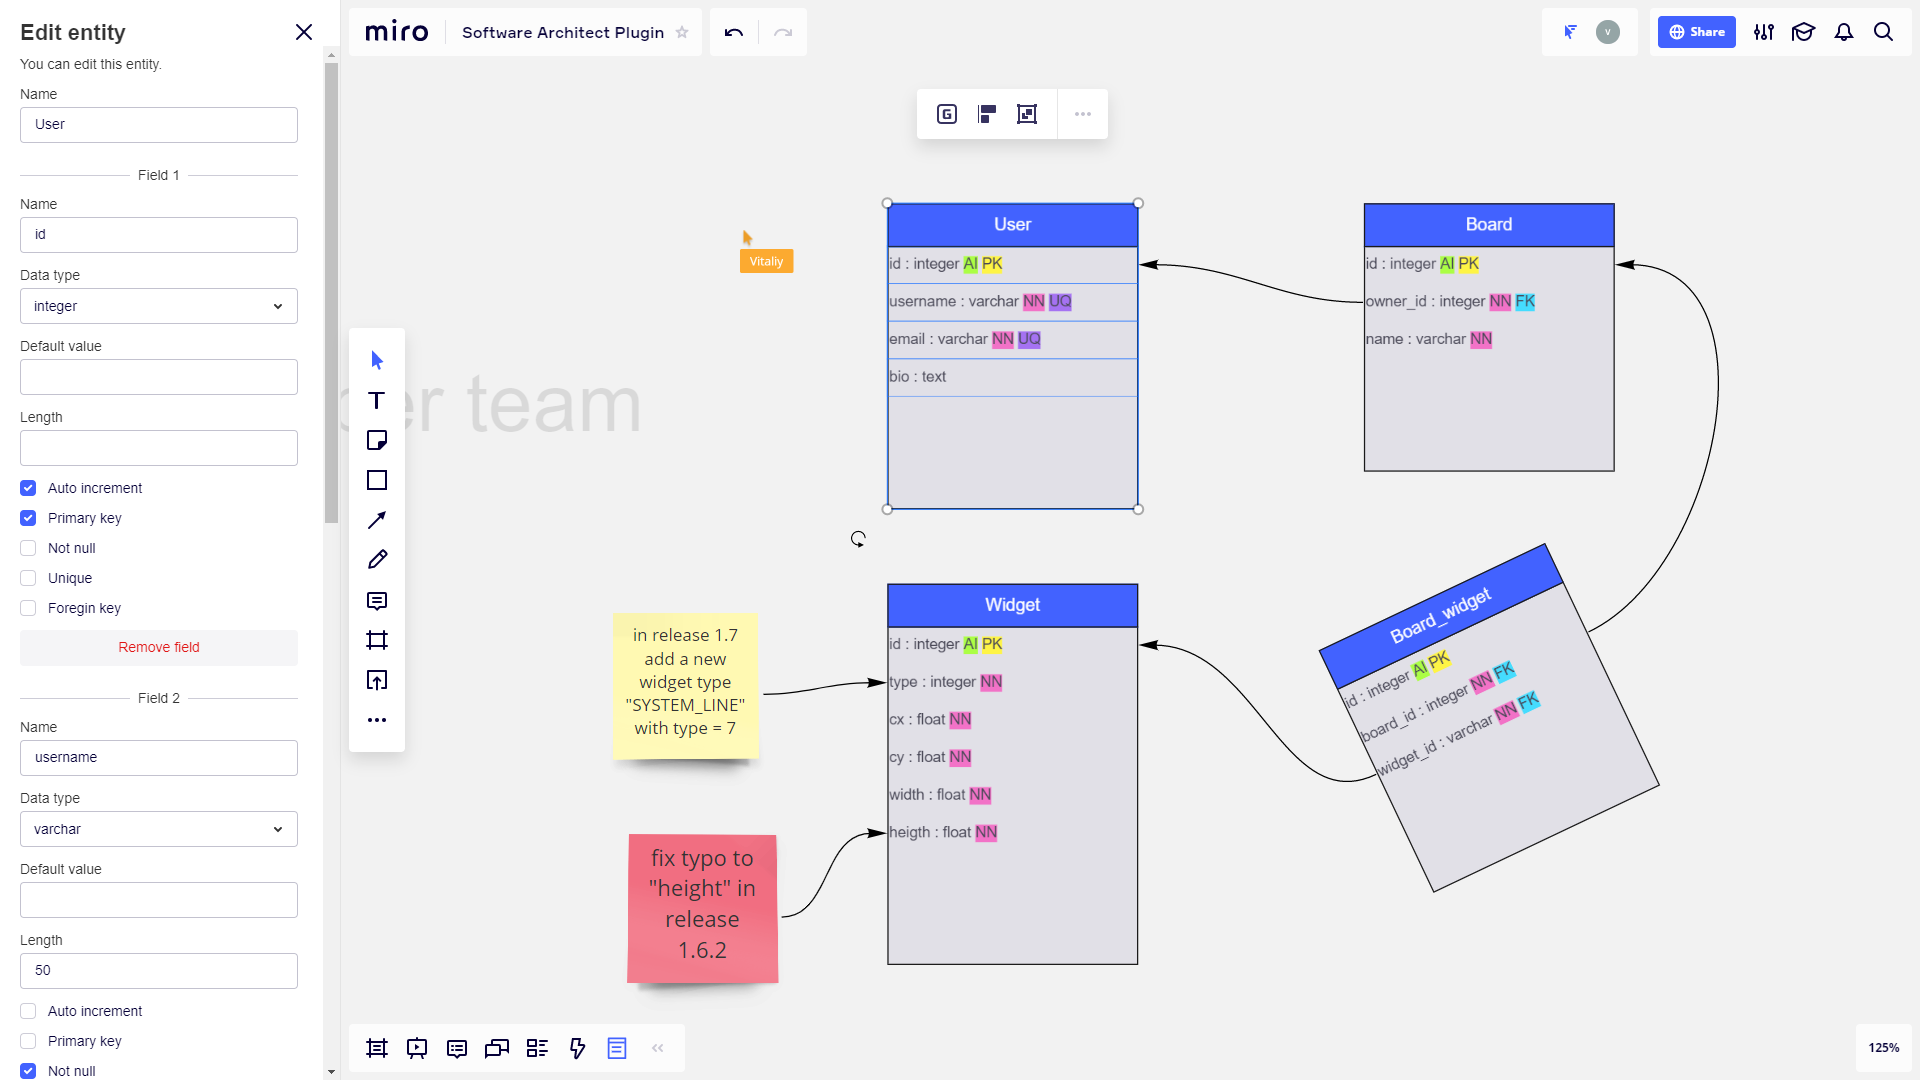 Edit entity
You can edit this entity.
Name
User
Field 1
Name
id
Data type
integer
Default value
Length
Auto increment
Primary key
Not null
Unique
Foregin key
Remove field
Field 2
Name
username
Data type
varchar
Default value
Length
50
Auto increment
Primary key
Not null
miro
Software Architect Plugin
V
Share
Vitaliy
team
User
id : integer AI PK
username : varchar NN UQ
email : varchar NN UQ
bio : text
Board
id : integer AI PK
owner_id : integer NN FK
name : varchar NN
Widget
id : integer AI PK
type : integer NN
cx : float NN
cy : float NN
width : float NN
heigth : float NN
Board_widget
id : integer AI PK
board_id : integer NN FK
widget_id : varchar NN FK
in release 1.7
add a new
widget type
"SYSTEM_LINE"
with type = 7
fix typo to
"height" in
release
1.6.2
125%